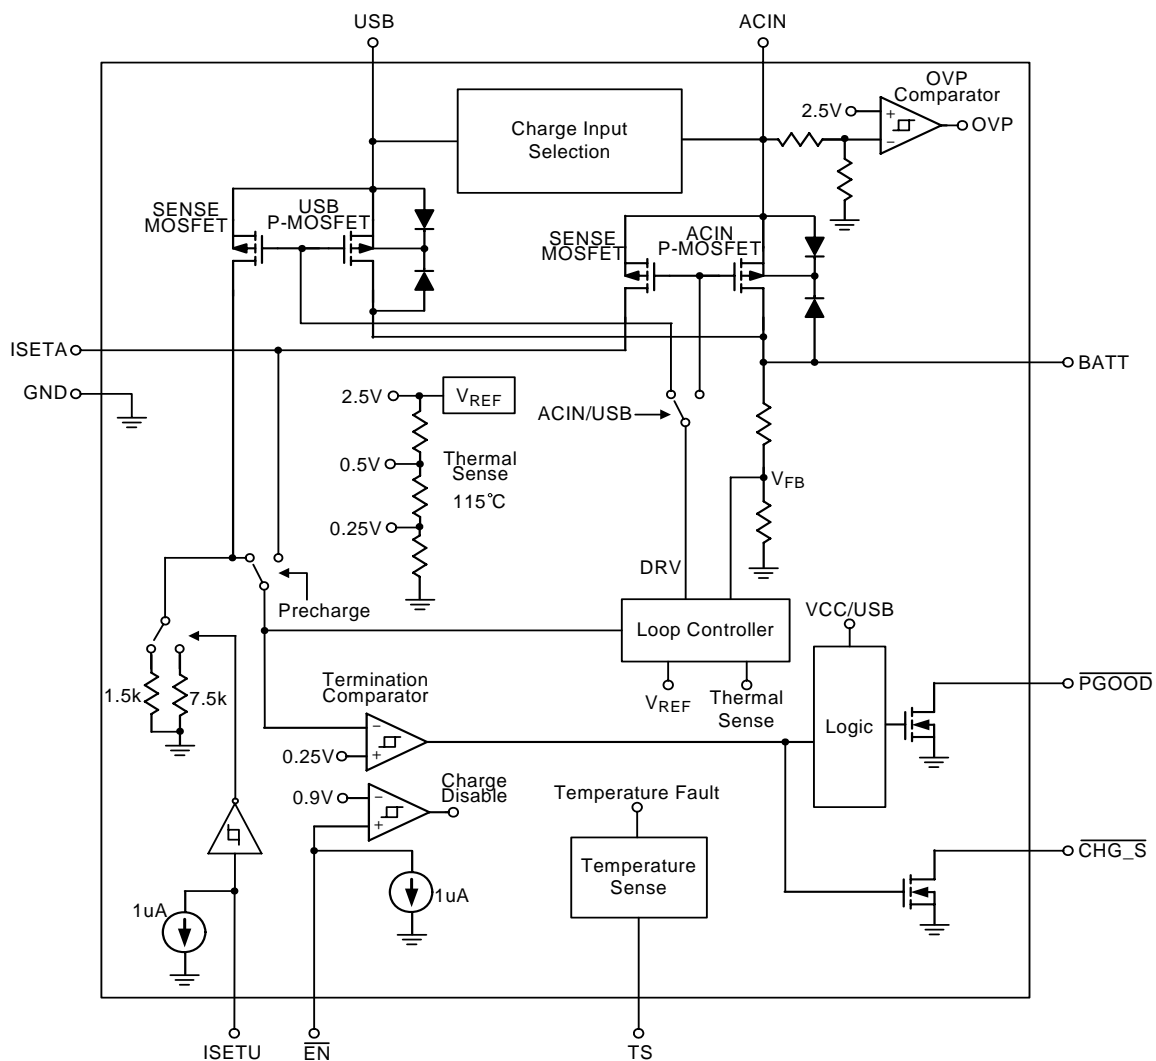 USB
ACIN
OVP
Comparator
2.5V
+
−
OVP
Charge Input
Selection
SENSE
MOSFET
USB
P-MOSFET
SENSE
MOSFET
ACIN
P-MOSFET
ISETA
BATT
GND
2.5V
VREF
ACIN/USB
0.5V
Thermal
Sense
115℃
VFB
0.25V
DRV
Precharge
VCC/USB
Loop Controller
1.5k
7.5k
Termination
Comparator
VREF
Thermal
Sense
PGOOD
−
+
0.25V
Logic
0.9V
−
+
Charge
Disable
Temperature Fault
Temperature
Sense
CHG_S
1uA
1uA
ISETU
EN
TS